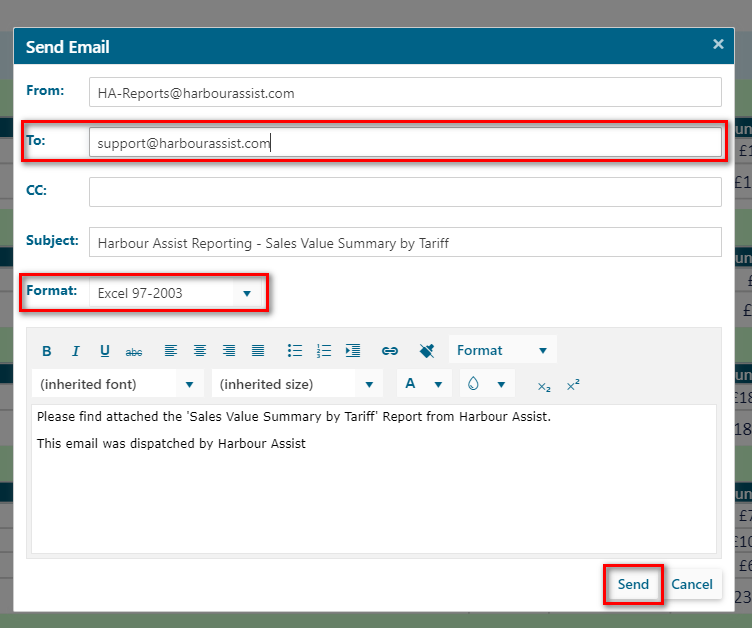 Send Email
From: HA-Reports@harbourassist.com
To: support@harbourassist.com
CC:
Subject: Harbour Assist Reporting - Sales Value Summary by Tariff
Format: Excel 97-2003
B I U abc Format
(inherited font) (inherited size) A x₂ x²
Please find attached the 'Sales Value Summary by Tariff' Report from Harbour Assist.
This email was dispatched by Harbour Assist
Send Cancel